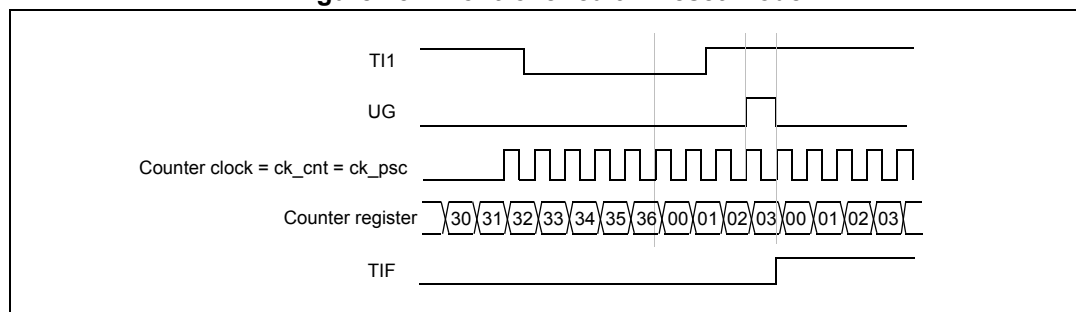 TI1
UG
Counter clock = ck_cnt = ck_psc
Counter register 30 31 32 33 34 35 36 00 01 02 03 00 01 02 03
TIF